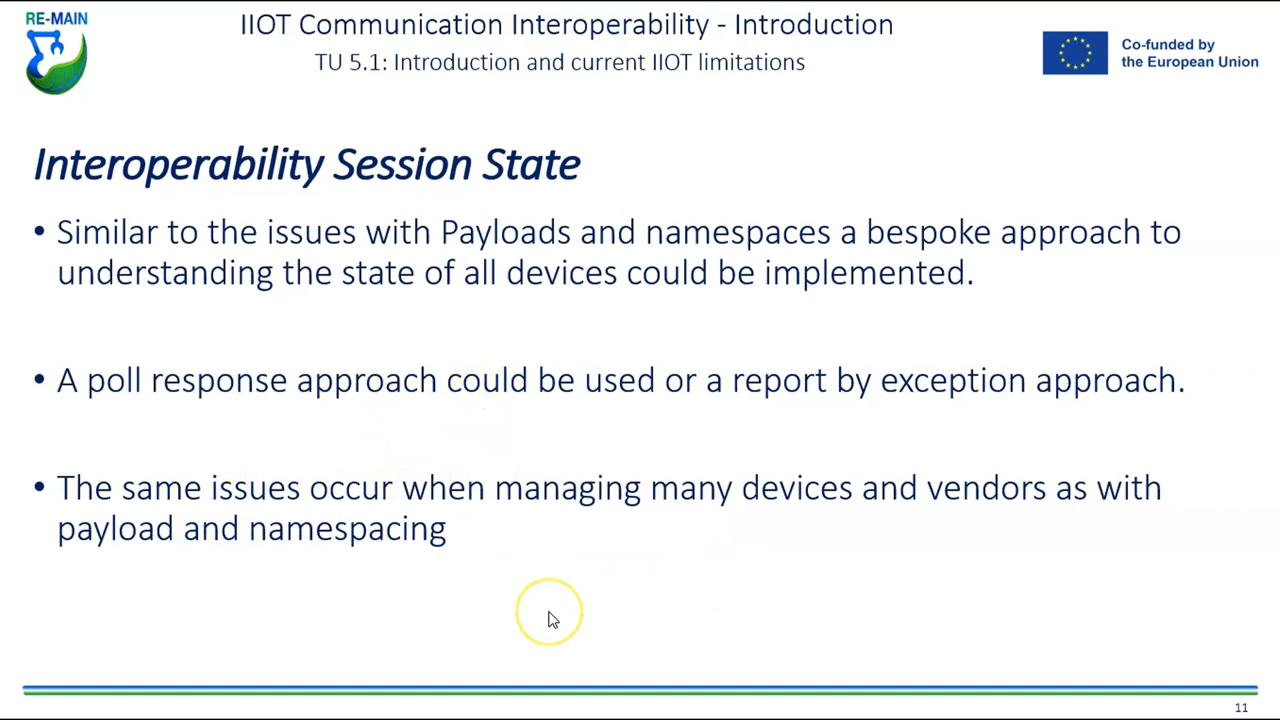 RE-MAIN
IIOT Communication Interoperability - Introduction
TU 5.1: Introduction and current IIOT limitations
Co-funded by
the European Union
Interoperability Session State
• Similar to the issues with Payloads and namespaces a bespoke approach to
understanding the state of all devices could be implemented.
• A poll response approach could be used or a report by exception approach.
• The same issues occur when managing many devices and vendors as with
payload and namespacing
11